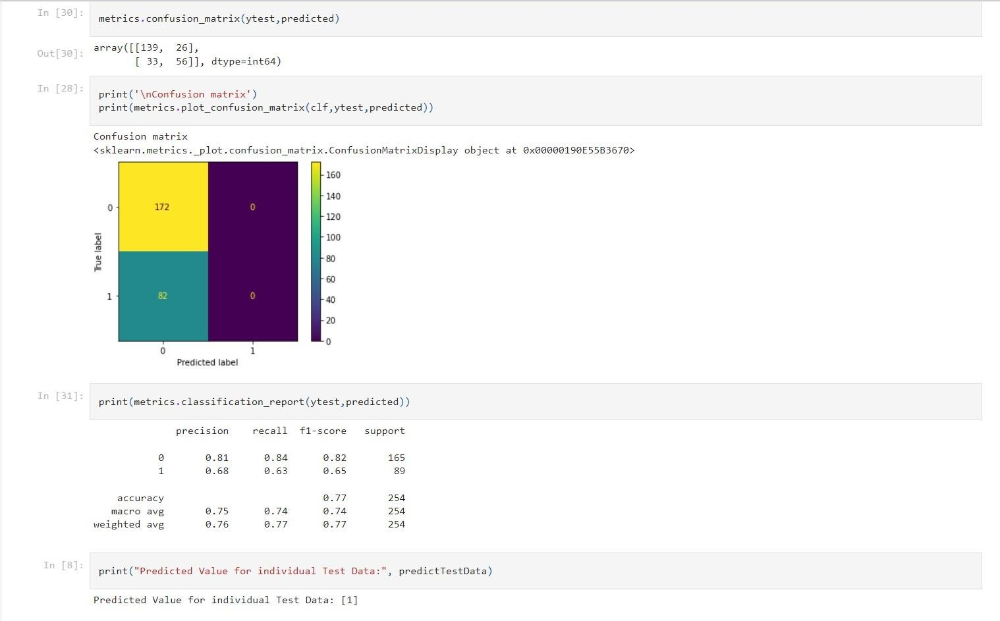 In [30]:
metrics.confusion_matrix(ytest,predicted)
Out[30]:
array([[139,  26],
       [ 33,  56]], dtype=int64)
In [28]:
print('\nConfusion matrix')
print(metrics.plot_confusion_matrix(clf,ytest,predicted))
Confusion matrix
<sklearn.metrics._plot.confusion_matrix.ConfusionMatrixDisplay object at 0x00000190E55B3670>
160
140
120
100
80
60
40
20
0
True label
0
172
0
1
82
0
0
1
Predicted label
In [31]:
print(metrics.classification_report(ytest,predicted))
precision recall f1-score support
0 0.81 0.84 0.82 165
1 0.68 0.63 0.65 89
accuracy 0.77 254
macro avg 0.75 0.74 0.74 254
weighted avg 0.76 0.77 0.77 254
In [8]:
print("Predicted Value for individual Test Data:", predictTestData)
Predicted Value for individual Test Data: [1]